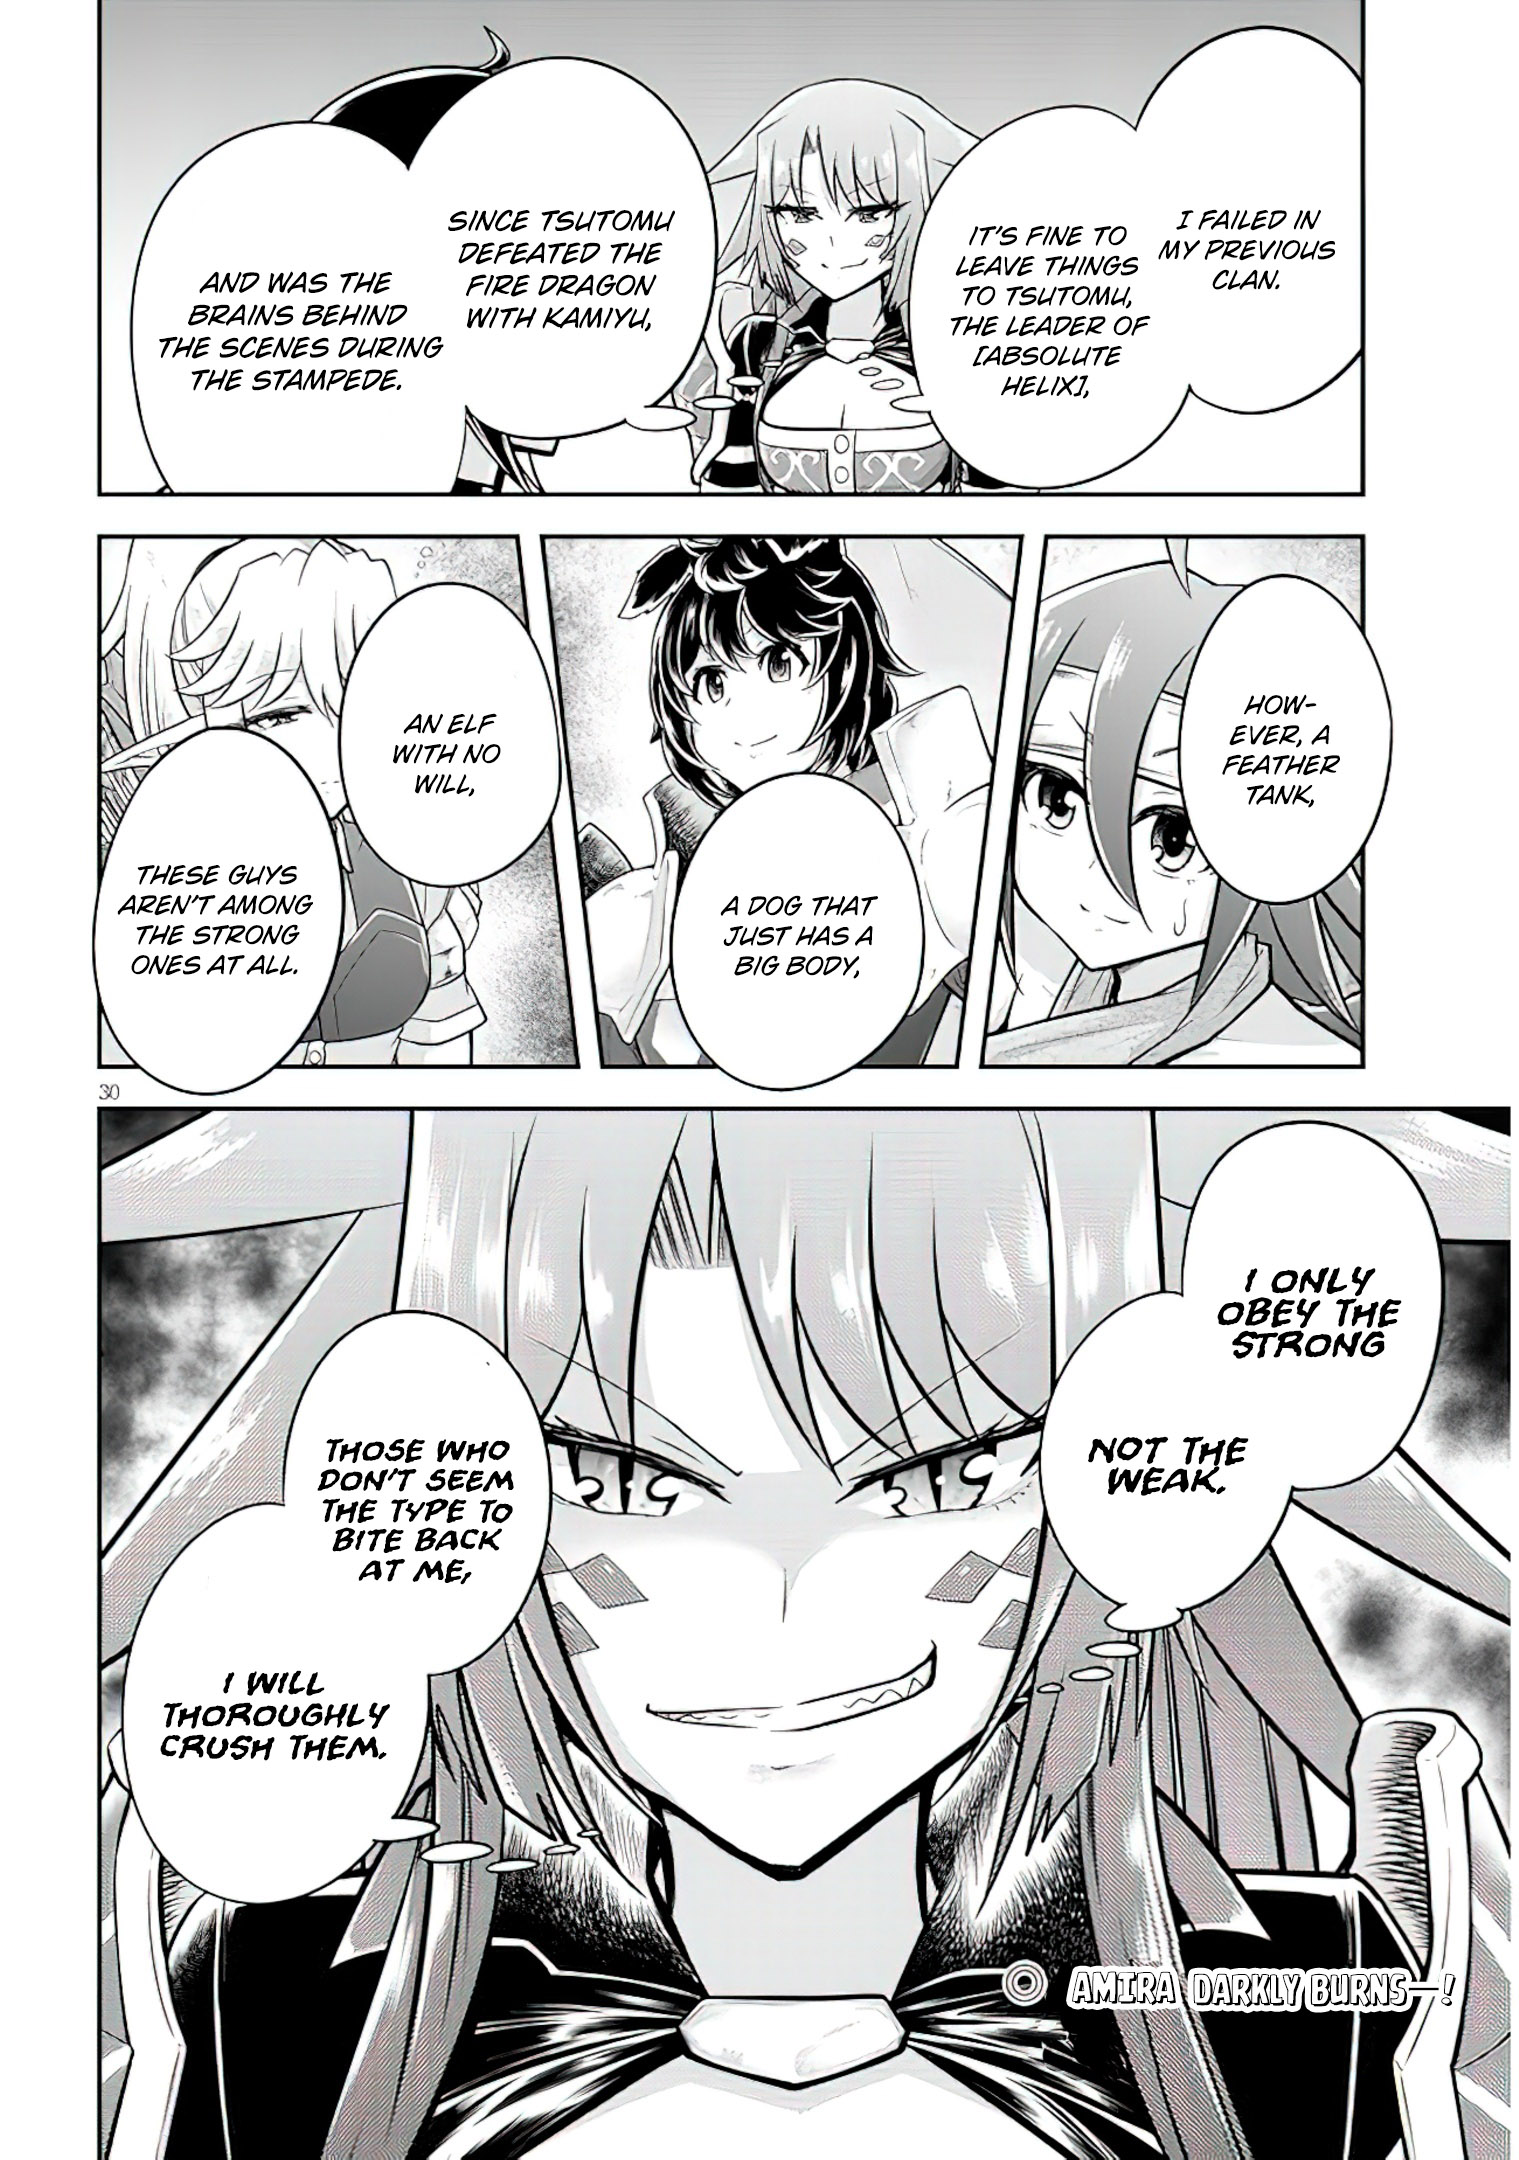 I FAILED IN
MY PREVIOUS
CLAN.
IT'S FINE TO
LEAVE THINGS
TO TSUTOMU,
THE LEADER OF
[ABSOLUTE
HELIX],
SINCE TSUTOMU
DEFEATED THE
FIRE DRAGON
WITH KAMIYU,
AND WAS THE
BRAINS BEHIND
THE SCENES DURING
THE STAMPEDE.
HOW-
EVER, A
FEATHER
TANK,
A DOG THAT
JUST HAS A
BIG BODY,
AN ELF
WITH NO
WILL,
THESE GUYS
AREN'T AMONG
THE STRONG
ONES AT ALL.
30
I ONLY
OBEY THE
STRONG
NOT THE
WEAK.
THOSE WHO
DON'T SEEM
THE TYPE TO
BITE BACK
AT ME,
I WILL
THOROUGHLY
CRUSH THEM.
AMIRA DARKLY BURNS—!